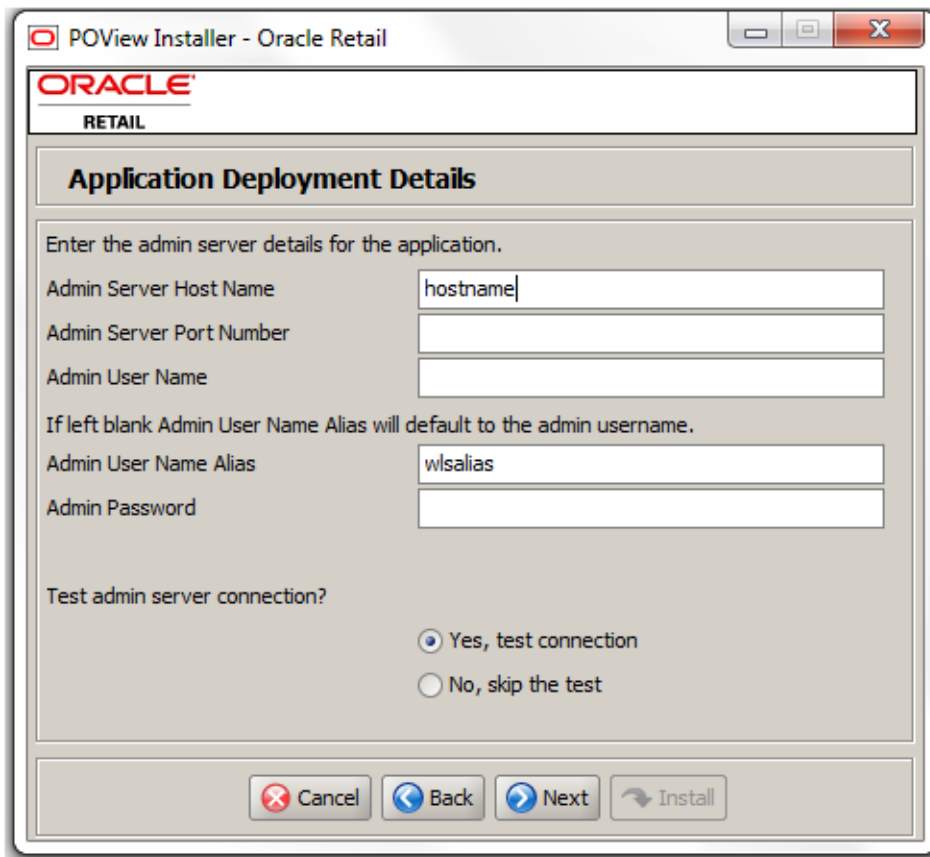 POView Installer - Oracle Retail
ORACLE
RETAIL
Application Deployment Details
Enter the admin server details for the application.
Admin Server Host Name hostname
Admin Server Port Number
Admin User Name
If left blank Admin User Name Alias will default to the admin username.
Admin User Name Alias wlsalias
Admin Password
Test admin server connection?
Yes, test connection
No, skip the test
Cancel Back Next Install